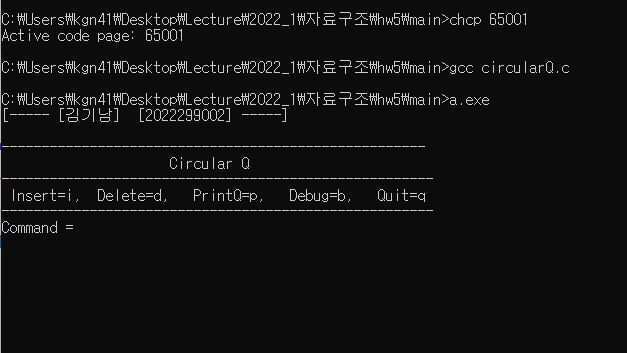 C:₩Users₩kgn41₩Desktop₩Lecture₩2022_1₩자료구조₩hw5₩main>chcp 65001
Active code page: 65001
C:₩Users₩kgn41₩Desktop₩Lecture₩2022_1₩자료구조₩hw5₩main>gcc circularQ.c
C:₩Users₩kgn41₩Desktop₩Lecture₩2022_1₩자료구조₩hw5₩main>a.exe
[----- [김기남]  [2022299002] -----]
-----------------------------------------------------
Circular Q
------------------------------------------------------
Insert=i,  Delete=d,   PrintQ=p,   Debug=b,   Quit=q
------------------------------------------------------
Command =